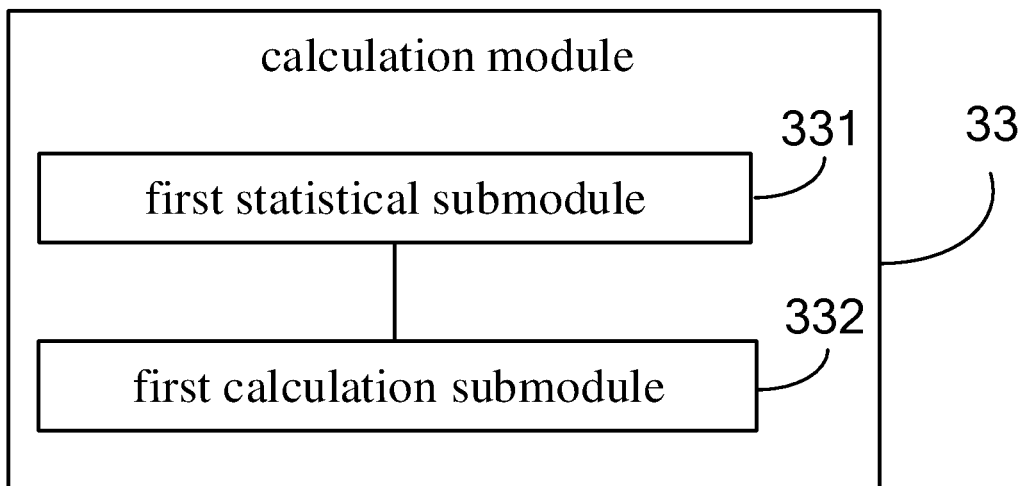 calculation module
331
33
first statistical submodule
332
first calculation submodule